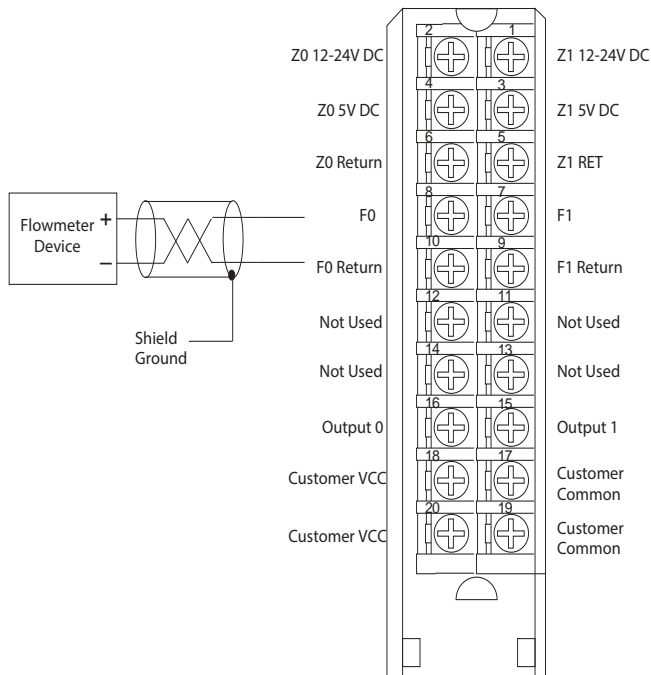 2 1
Z0 12-24V DC Z1 12-24V DC
4 3
Z0 5V DC Z1 5V DC
6 5
Z0 Return Z1 RET
8 7
Flowmeter +
Device –
F0 F1
10 9
F0 Return F1 Return
12 11
Not Used Not Used
Shield
Ground
14 13
Not Used Not Used
16 15
Output 0 Output 1
18 17
Customer VCC Customer
Common
20 19
Customer VCC Customer
Common